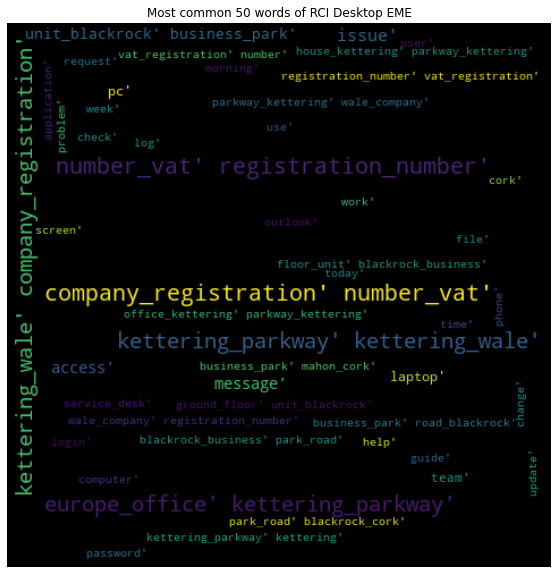 Most common 50 words of RCI Desktop EME
unit_blackrock' business_park'
issue'
user'
vat_registration' number'
house_kettering' parkway_kettering'
request'
morning'
registration_number' vat_registration'
pc'
application'
problem'
week'
parkway_kettering' wale_company'
use'
check'
log'
number_vat' registration_number'
cork'
work'
outlook'
screen'
file'
floor_unit' blackrock_business'
today'
company_registration' number_vat'
kettering_wale' company_registration'
office_kettering' parkway_kettering'
time'
phone'
kettering_parkway' kettering_wale'
access'
business_park' mahon_cork'
message'
laptop'
service_desk'
ground_floor' unit_blackrock'
change'
wale_company' registration_number'
business_park' road_blackrock'
login'
blackrock_business' park_road'
help'
guide'
computer'
team'
update'
europe_office' kettering_parkway'
park_road' blackrock_cork'
kettering_parkway' kettering'
password'